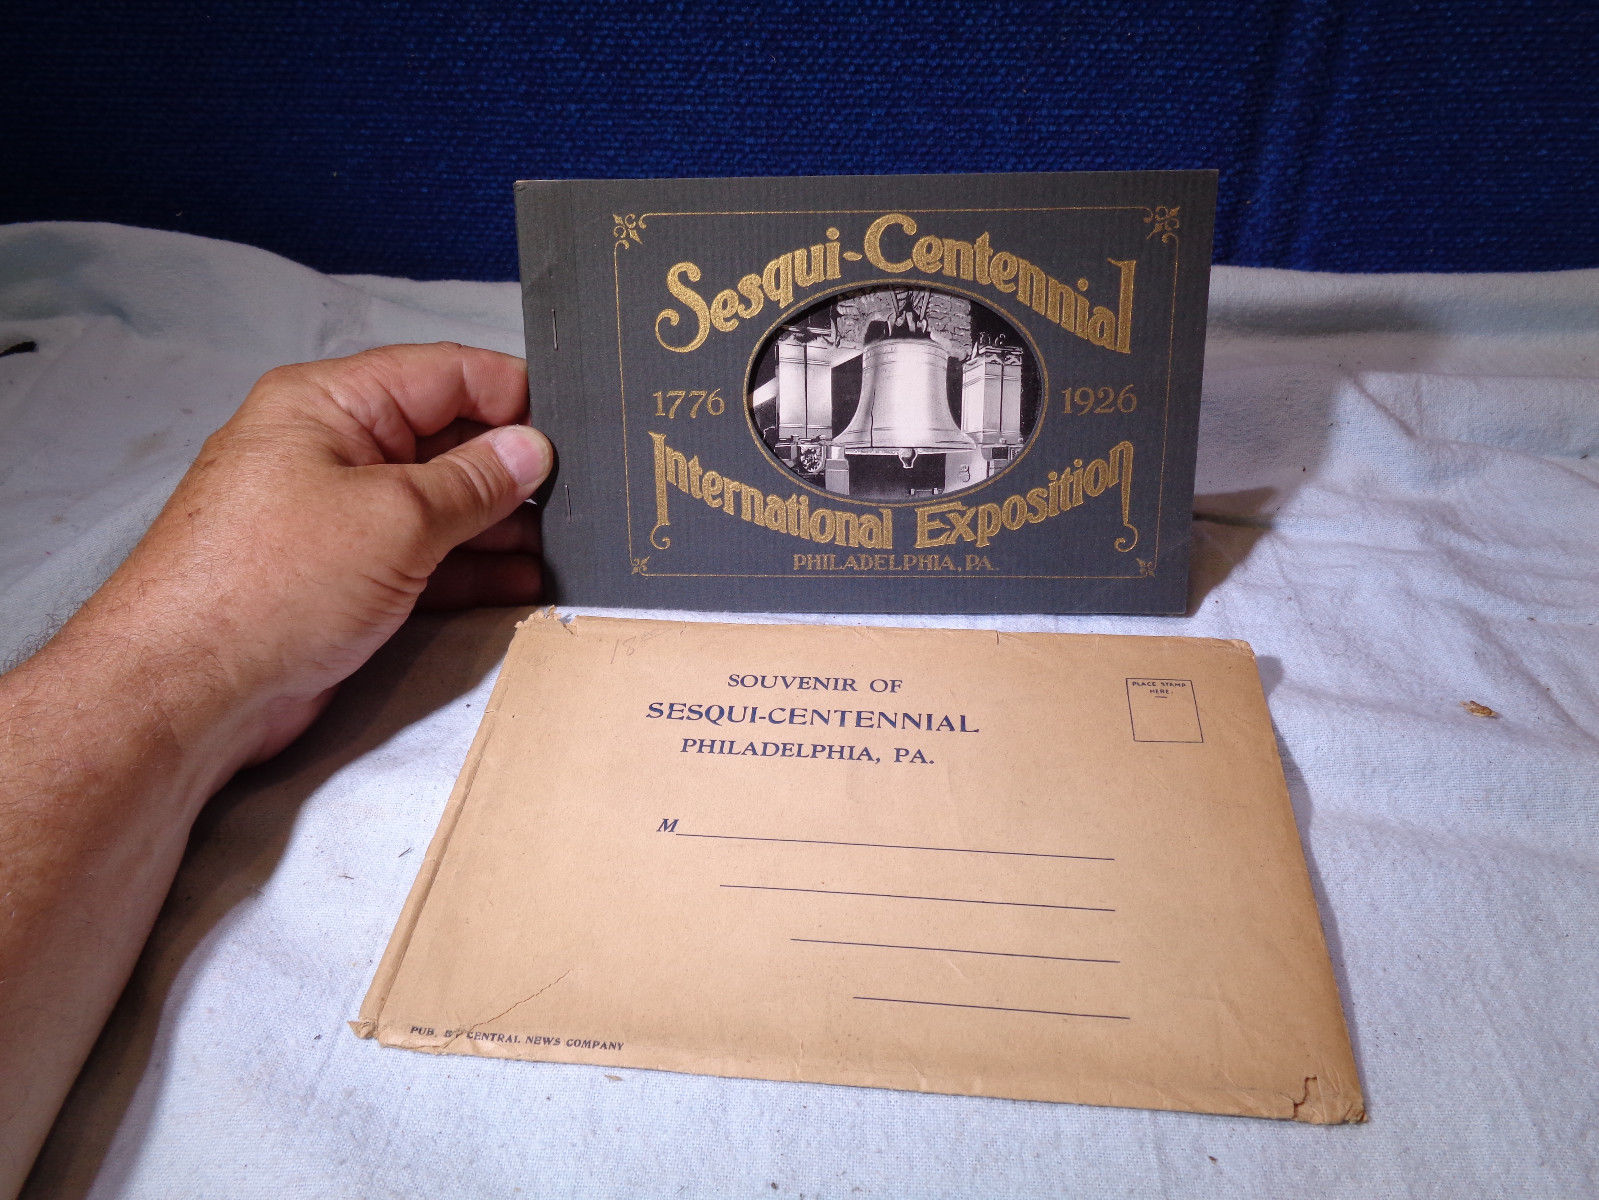 Sesqui-Centennial
1776 1926
International Exposition
PHILADELPHIA, PA.
18
SOUVENIR OF
SESQUI-CENTENNIAL
PHILADELPHIA, PA.
PLACE STAMP
HERE.
M
PUB. BY CENTRAL NEWS COMPANY